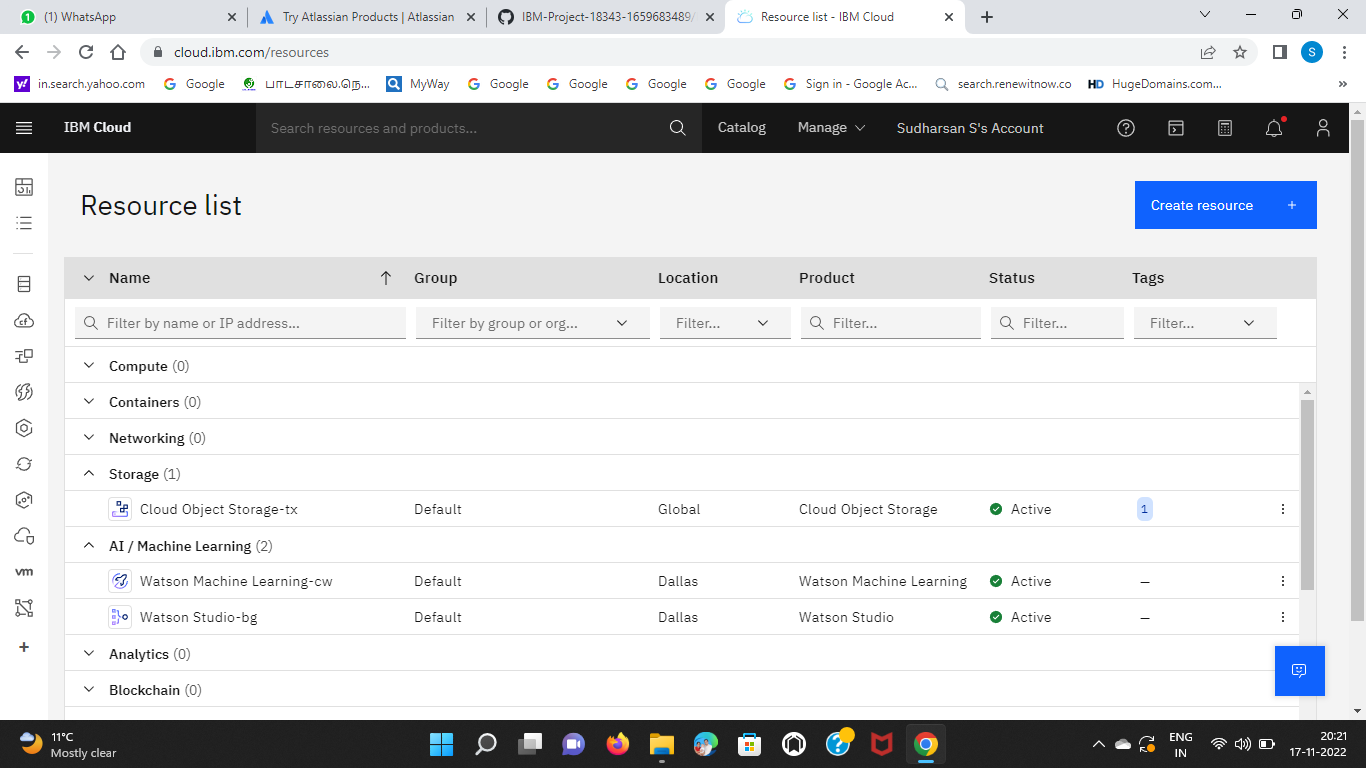 (1) WhatsApp
Try Atlassian Products | Atlassian
IBM-Project-18343-1659683489/
Resource list - IBM Cloud
cloud.ibm.com/resources
S
in.search.yahoo.com
Google
பாடசாலை.நெ...
MyWay
Google
Google
Google
Google
Sign in - Google Ac...
search.renewitnow.co
HD HugeDomains.com...
IBM Cloud
Search resources and products...
Catalog
Manage
Sudharsan S's Account
Resource list
Create resource +
Name Group Location Product Status Tags
Filter by name or IP address... Filter by group or org... Filter... Filter... Filter... Filter...
Compute (0)
Containers (0)
Networking (0)
Storage (1)
Cloud Object Storage-tx Default Global Cloud Object Storage Active 1
AI / Machine Learning (2)
Watson Machine Learning-cw Default Dallas Watson Machine Learning Active –
Watson Studio-bg Default Dallas Watson Studio Active –
Analytics (0)
Blockchain (0)
vm
11°C
Mostly clear
ENG
IN
20:21
17-11-2022